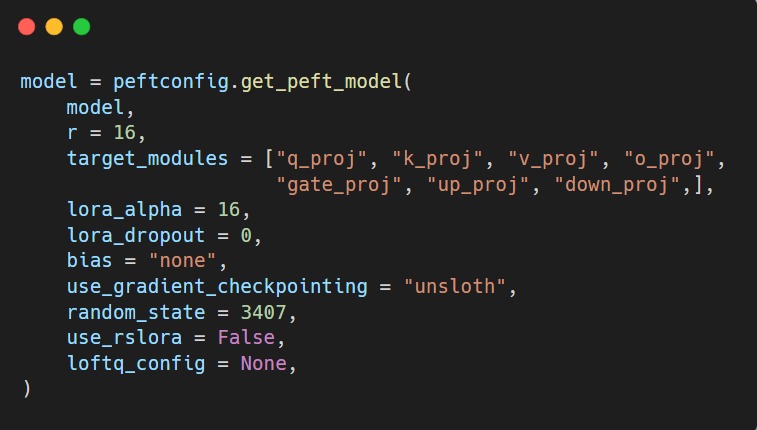 model = peftconfig.get_peft_model(
    model,
    r = 16,
    target_modules = ["q_proj", "k_proj", "v_proj", "o_proj",
                      "gate_proj", "up_proj", "down_proj",],
    lora_alpha = 16,
    lora_dropout = 0,
    bias = "none",
    use_gradient_checkpointing = "unsloth",
    random_state = 3407,
    use_rslora = False,
    loftq_config = None,
)